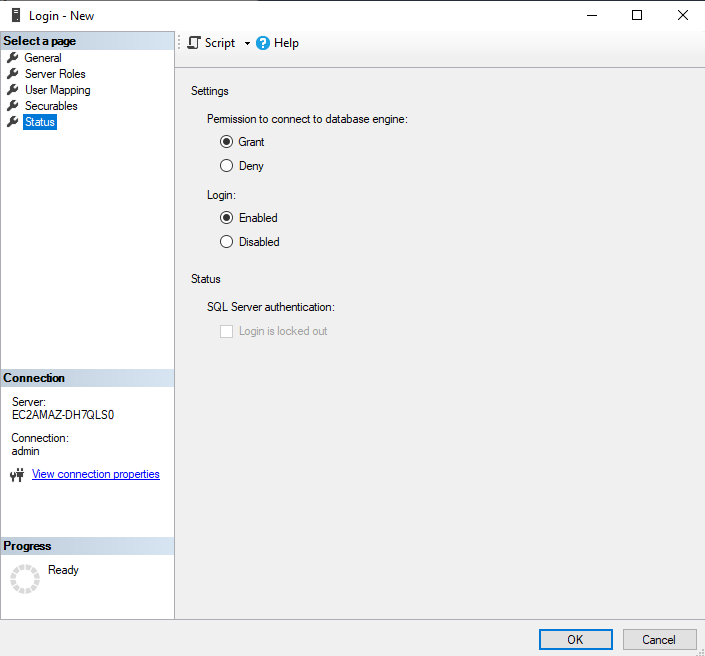 Login - New
Select a page
General
Server Roles
User Mapping
Securables
Status
Script
Help
Settings
Permission to connect to database engine:
Grant
Deny
Login:
Enabled
Disabled
Status
SQL Server authentication:
Login is locked out
Connection
Server:
EC2AMAZ-DH7QLS0
Connection:
admin
View connection properties
Progress
Ready
OK
Cancel